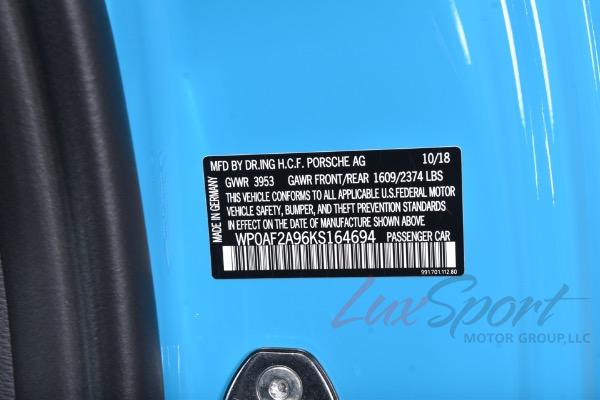 MFD BY DR.ING H.C.F. PORSCHE AG 10/18
GVWR 3953 GAWR FRONT/REAR 1609/2374 LBS
THIS VEHICLE CONFORMS TO ALL APPLICABLE U.S.FEDERAL MOTOR
VEHICLE SAFETY, BUMPER, AND THEFT PREVENTION STANDARDS
IN EFFECT ON THE DATE OF MANUFACTURE SHOWN ABOVE.
WP0AF2A96KS164694 PASSENGER CAR
MADE IN GERMANY
991.701.112.80
LuxSport
MOTOR GROUP,LLC